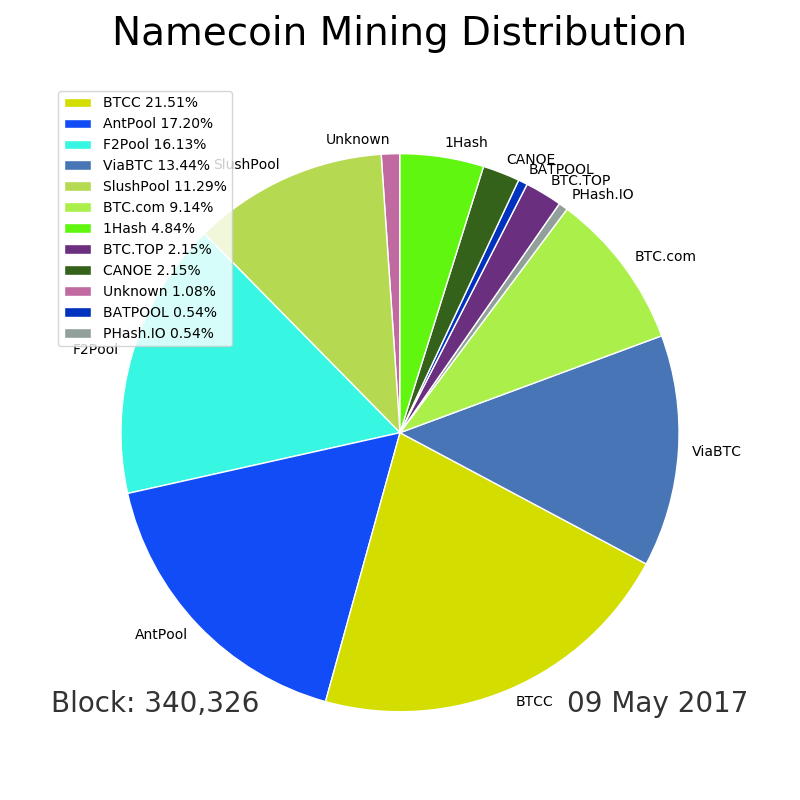 Namecoin Mining Distribution
BTCC 21.51%
AntPool 17.20%
F2Pool 16.13%
ViaBTC 13.44%
SlushPool 11.29%
BTC.com 9.14%
1Hash 4.84%
BTC.TOP 2.15%
CANOE 2.15%
Unknown 1.08%
BATPOOL 0.54%
PHash.IO 0.54%
Unknown
1Hash
CANOE
BATPOOL
BTC.TOP
PHash.IO
SlushPool
BTC.com
F2Pool
ViaBTC
AntPool
BTCC
Block: 340,326
09 May 2017